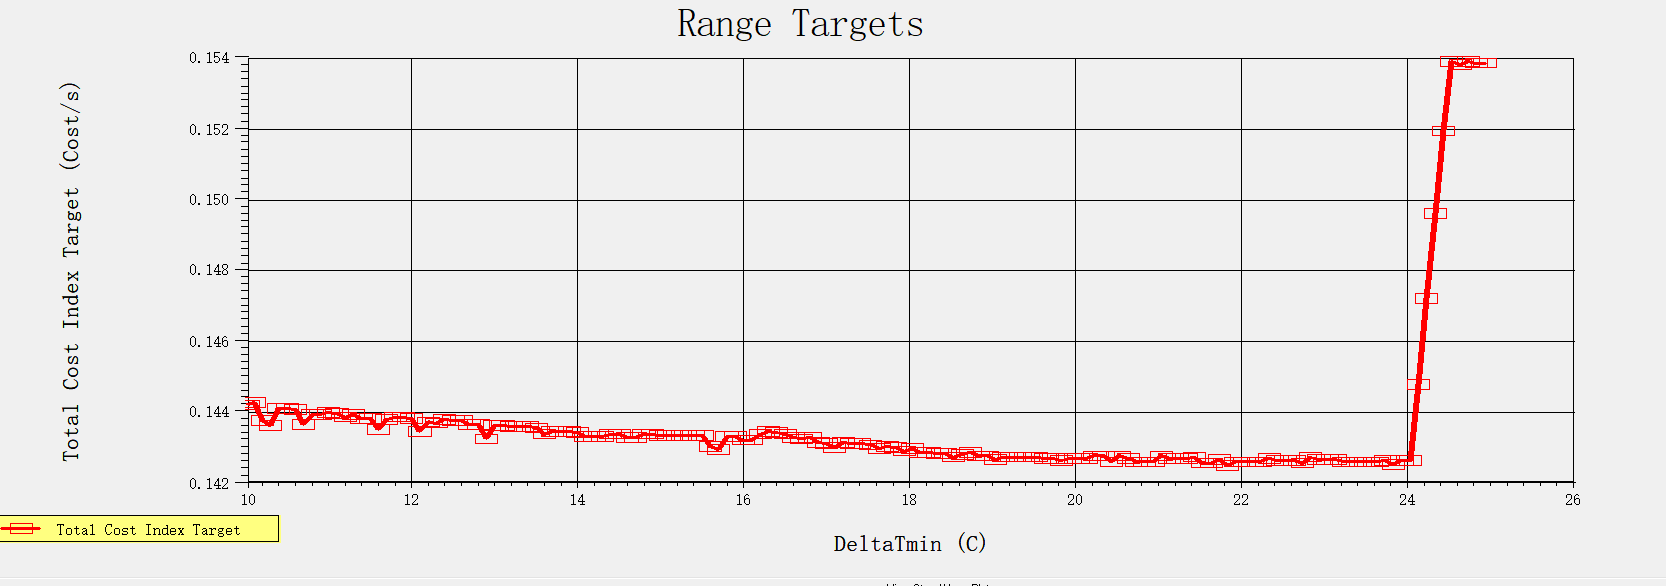 Range Targets
Total Cost Index Target (Cost/s)
0.154
0.152
0.150
0.148
0.146
0.144
0.142
10 12 14 16 18 20 22 24 26
DeltaTmin (C)
Total Cost Index Target